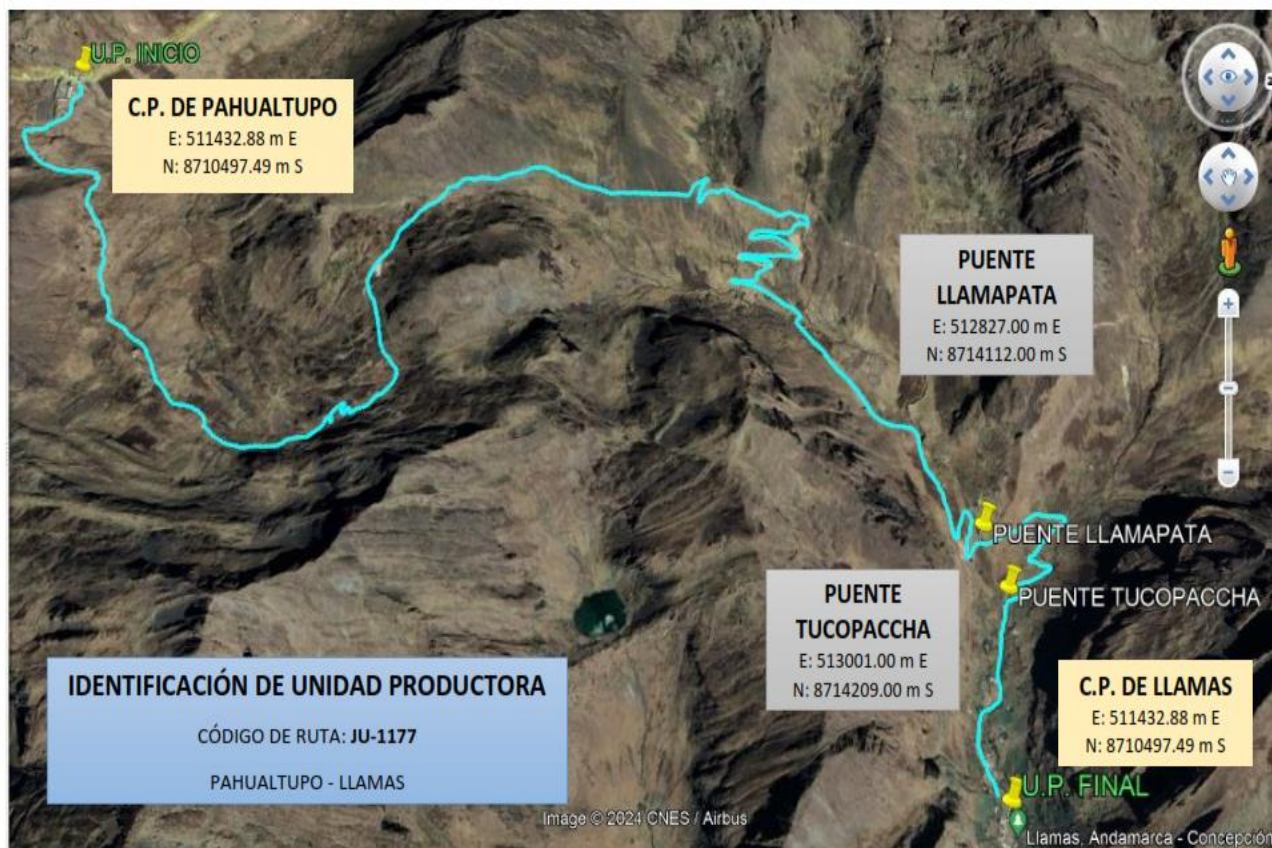 U.P. INICIO
C.P. DE PAHUALTUPO
E: 511432.88 m E
N: 8710497.49 m S
PUENTE
LLAMAPATA
E: 512827.00 m E
N: 8714112.00 m S
PUENTE LLAMAPATA
PUENTE TUCOPACCHA
PUENTE
TUCOPACCHA
E: 513001.00 m E
N: 8714209.00 m S
C.P. DE LLAMAS
E: 511432.88 m E
N: 8710497.49 m S
IDENTIFICACIÓN DE UNIDAD PRODUCTORA
CÓDIGO DE RUTA: JU-1177
PAHUALTUPO - LLAMAS
U.P. FINAL
Image © 2024 CNES / Airbus
Llamas, Andamarca - Concepción